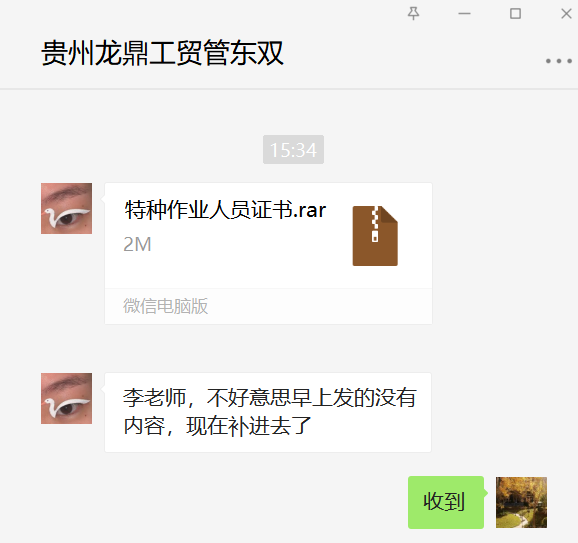 贵州龙鼎工贸管东双
15:34
特种作业人员证书.rar
2M
微信电脑版
李老师，不好意思早上发的没有
内容，现在补进去了
收到